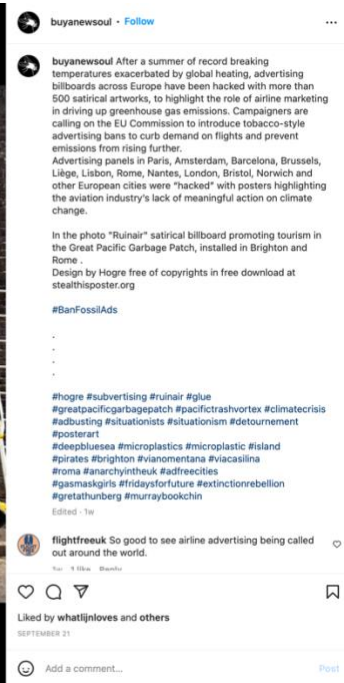 buyanewsoul • Follow
buyanewsoul After a summer of record breaking
temperatures exacerbated by global heating, advertising
billboards across Europe have been hacked with more than
500 satirical artworks, to highlight the role of airline marketing
in driving up greenhouse gas emissions. Campaigners are
calling on the EU Commission to introduce tobacco-style
advertising bans to curb demand on flights and prevent
emissions from rising further.
Advertising panels in Paris, Amsterdam, Barcelona, Brussels,
Liège, Lisbon, Rome, Nantes, London, Bristol, Norwich and
other European cities were "hacked" with posters highlighting
the aviation industry's lack of meaningful action on climate
change.
In the photo "Ruinair" satirical billboard promoting tourism in
the Great Pacific Garbage Patch, installed in Brighton and
Rome .
Design by Hogre free of copyrights in free download at
stealthisposter.org
#BanFossilAds
.
.
.
.
#hogre #subvertising #ruinair #glue
#greatpacificgarbagepatch #pacifictrashvortex #climatecrisis
#adbusting #situationists #situationism #detournement
#posterart
#deepbluesea #microplastics #microplastic #island
#pirates #brighton #vianomentana #viacasilina
#roma #anarchyintheuk #adfreecities
#gasmaskgirls #fridaysforfuture #extinctionrebellion
#gretathunberg #murraybookchin
Edited · 1w
flightfreeuk So good to see airline advertising being called
out around the world.
1w 1 like Reply
Liked by whatlijnloves and others
SEPTEMBER 21
Add a comment...
Post